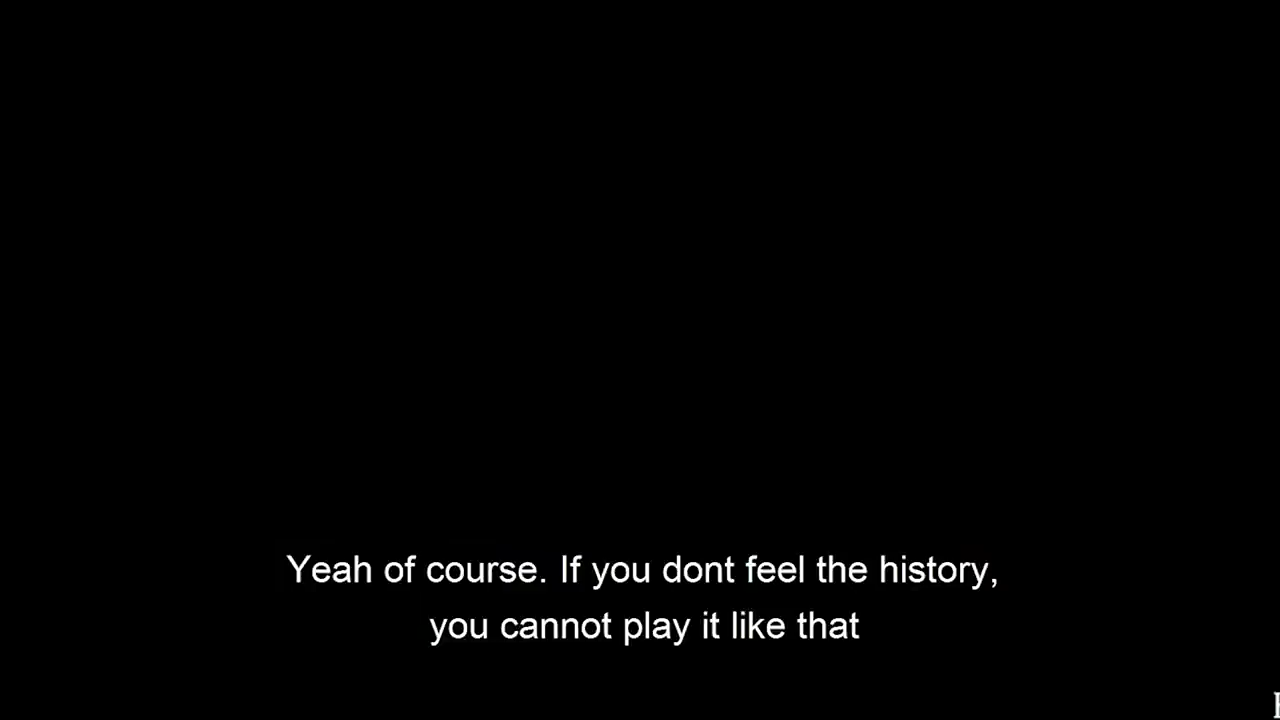 Yeah of course. If you dont feel the history,
you cannot play it like that